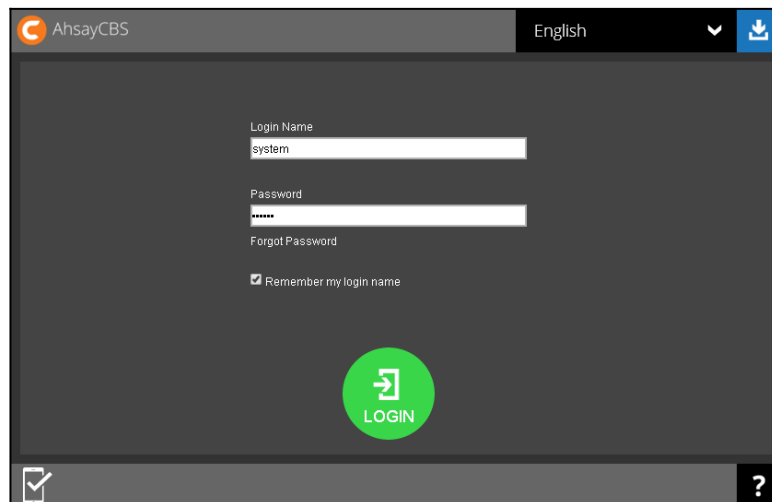 AhsayCBS
English
Login Name
system
Password
••••••
Forgot Password
Remember my login name
LOGIN
?